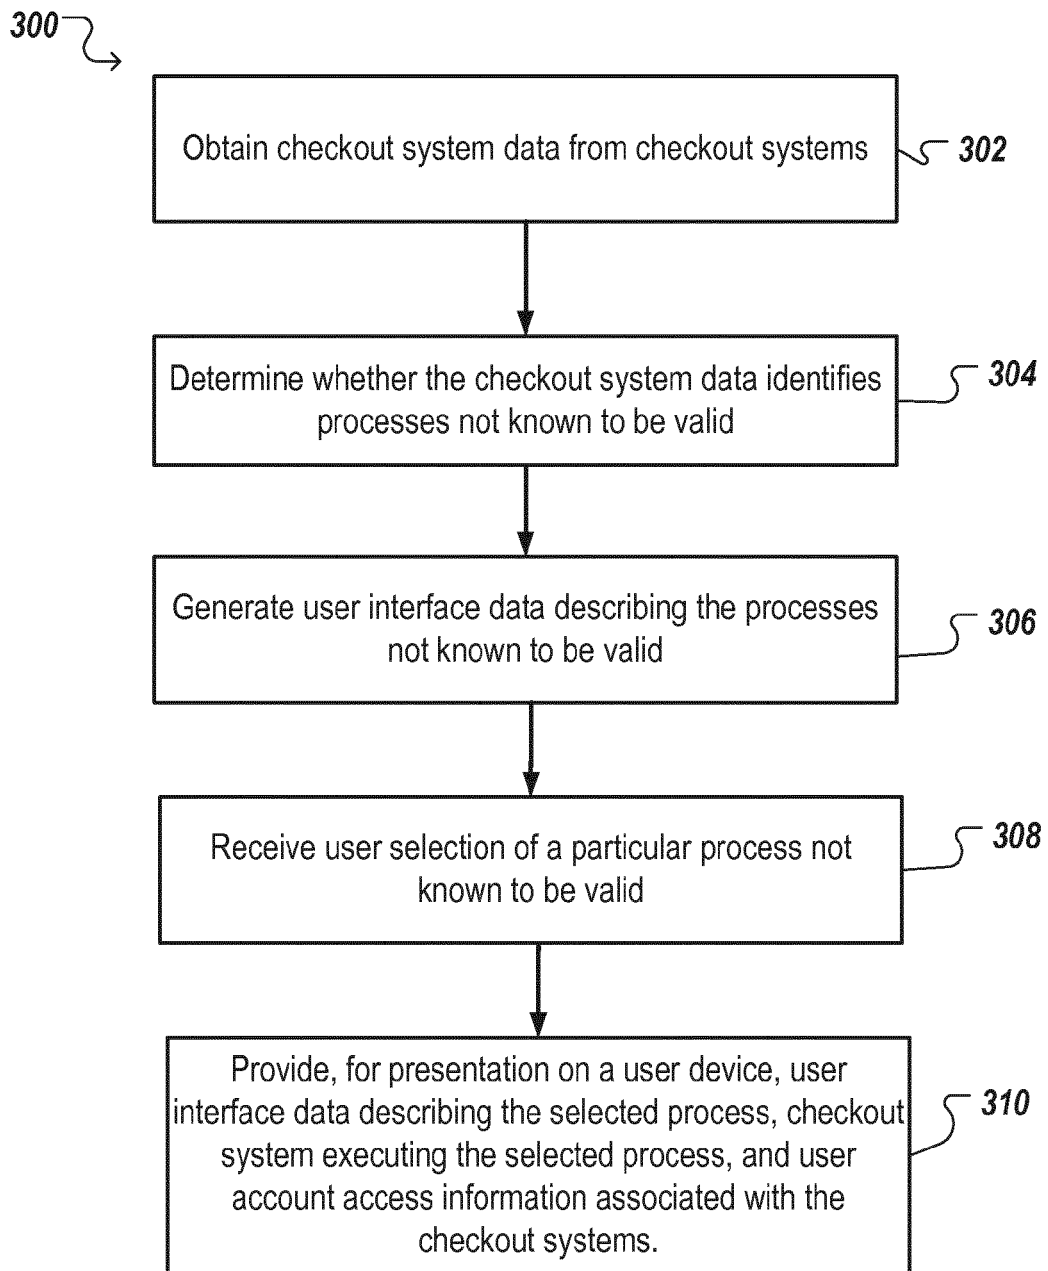 300
Obtain checkout system data from checkout systems
302
Determine whether the checkout system data identifies
processes not known to be valid
304
Generate user interface data describing the processes
not known to be valid
306
Receive user selection of a particular process not
known to be valid
308
Provide, for presentation on a user device, user
interface data describing the selected process, checkout
system executing the selected process, and user
account access information associated with the
checkout systems.
310